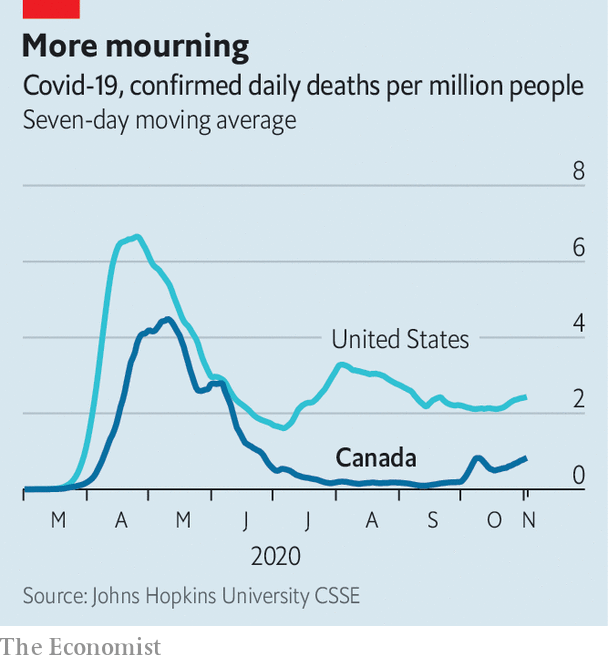 More mourning
Covid-19, confirmed daily deaths per million people
Seven-day moving average
8
6
4
United States
2
Canada
0
M A M J J A S O N
2020
Source: Johns Hopkins University CSSE
The Economist